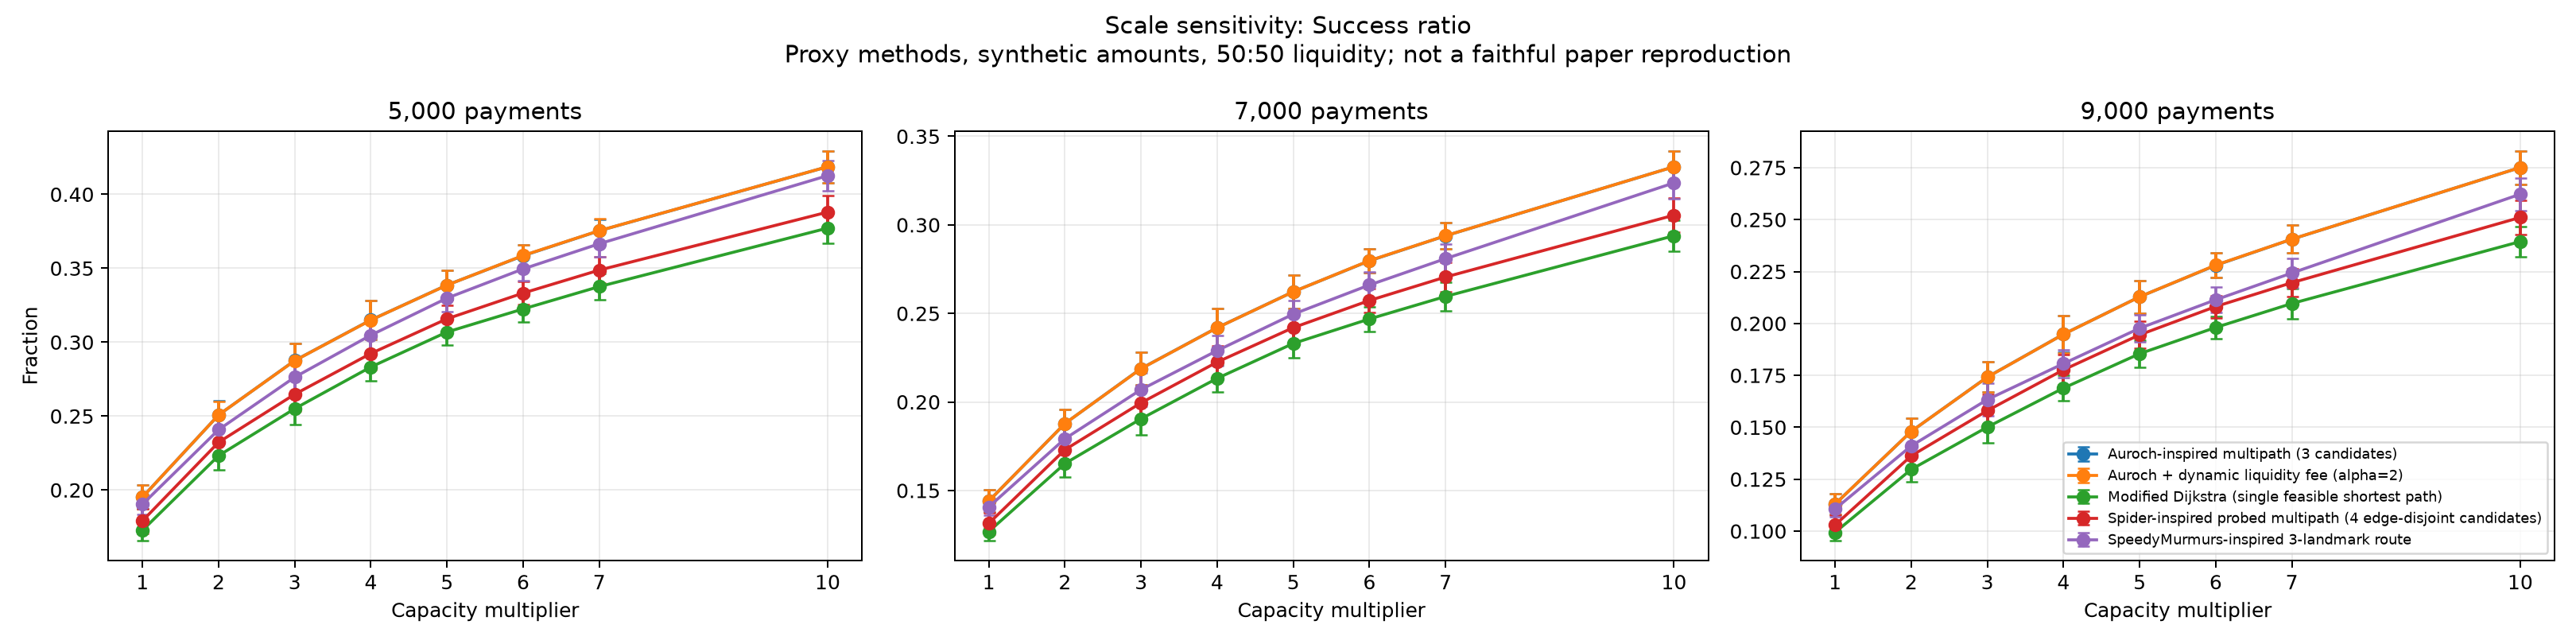 Scale sensitivity: Success ratio
Proxy methods, synthetic amounts, 50:50 liquidity; not a faithful paper reproduction
5,000 payments
Fraction
0.40
0.35
0.30
0.25
0.20
1 2 3 4 5 6 7 10
Capacity multiplier
7,000 payments
0.35
0.30
0.25
0.20
0.15
1 2 3 4 5 6 7 10
Capacity multiplier
9,000 payments
0.275
0.250
0.225
0.200
0.175
0.150
0.125
0.100
Auroch-inspired multipath (3 candidates)
Auroch + dynamic liquidity fee (alpha=2)
Modified Dijkstra (single feasible shortest path)
Spider-inspired probed multipath (4 edge-disjoint candidates)
SpeedyMurmurs-inspired 3-landmark route
1 2 3 4 5 6 7 10
Capacity multiplier